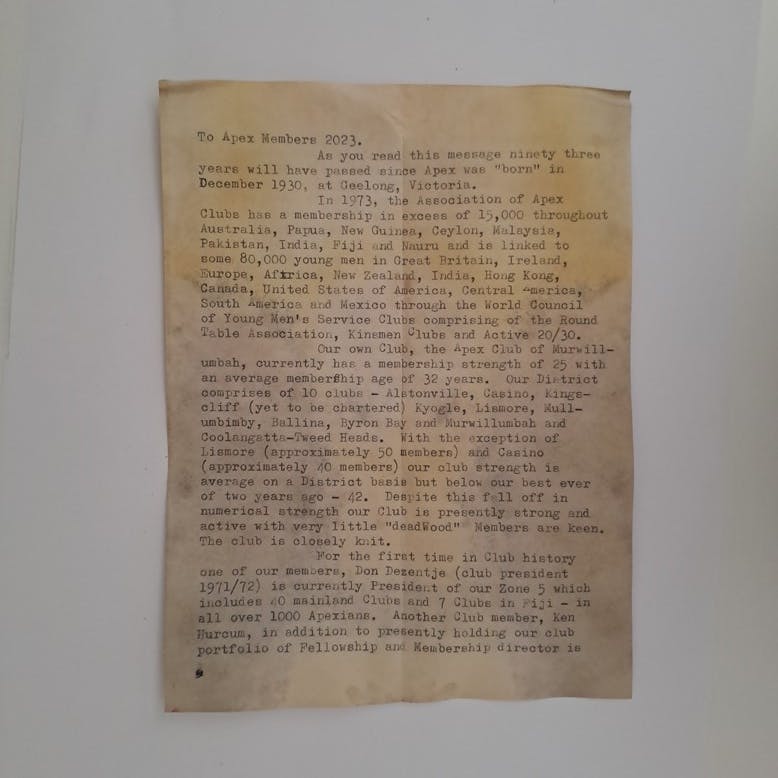 To Apex Members 2023.
As you read this message ninety three
years will have passed since Apex was "born" in
December 1930, at Geelong, Victoria.
In 1973, the Association of Apex
Clubs has a membership in excess of 15,000 throughout
Australia, Papua, New Guinea, Ceylon, Malaysia,
Pakistan, India, Fiji and Nauru and is linked to
some 80,000 young men in Great Britain, Ireland,
Europe, Africa, New Zealand, India, Hong Kong,
Canada, United States of America, Central America,
South America and Mexico through the World Council
of Young Men's Service Clubs comprising of the Round
Table Association, Kinsmen Clubs and Active 20/30.
Our own Club, the Apex Club of Murwill-
umbah, currently has a membership strength of 25 with
an average membership age of 32 years. Our District
comprises of 10 clubs - Alstonville, Casino, Kings-
cliff (yet to be chartered) Kyogle, Lismore, Mull-
umbimby, Ballina, Byron Bay and Murwillumbah and
Coolangatta-Tweed Heads. With the exception of
Lismore (approximately 50 members) and Casino
(approximately 40 members) our club strength is
average on a District basis but below our best ever
of two years ago - 42. Despite this fall off in
numerical strength our Club is presently strong and
active with very little "deadWood" Members are keen.
The club is closely knit.
For the first time in Club history
one of our members, Don Dezentje (club president
1971/72) is currently President of our Zone 5 which
includes 40 mainland Clubs and 7 Clubs in Fiji - in
all over 1000 Apexians. Another Club member, Ken
Hurcum, in addition to presently holding our club
portfolio of Fellowship and Membership director is